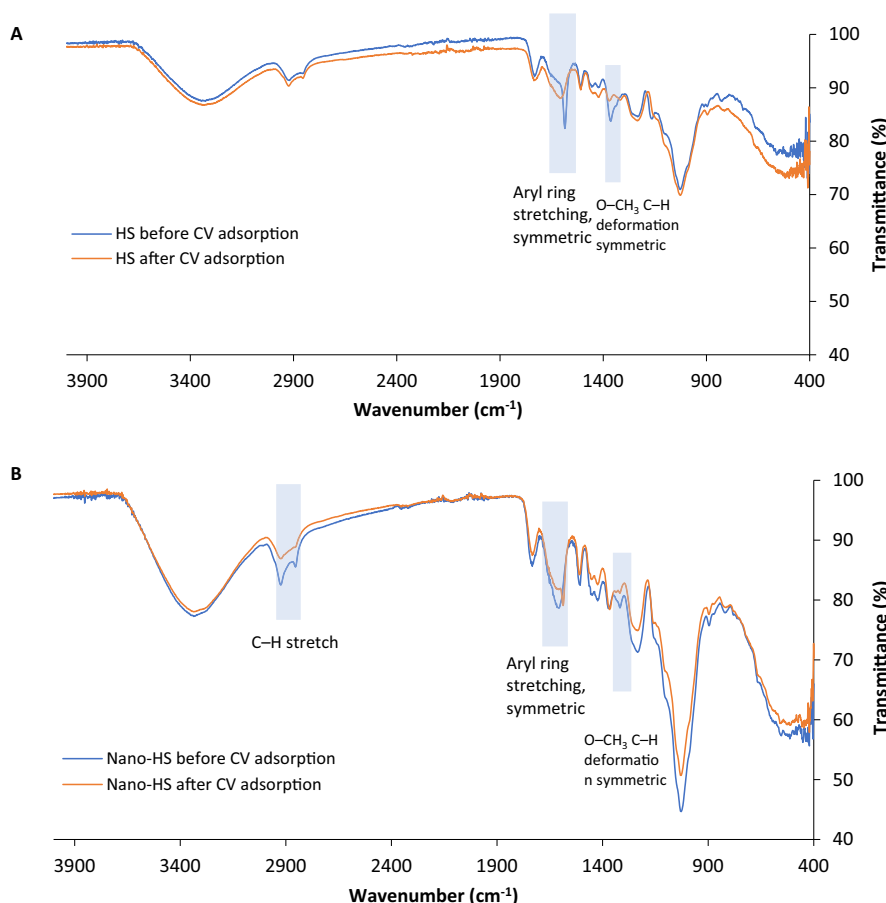 A
100
90
80
70
60
50
40
Transmittance (%)
Aryl ring
stretching,
symmetric
O–CH₃ C–H
deformation
symmetric
HS before CV adsorption
HS after CV adsorption
3900
3400
2900
2400
1900
1400
900
400
Wavenumber (cm⁻¹)
B
100
90
80
70
60
50
40
Transmittance (%)
C–H stretch
Aryl ring
stretching,
symmetric
O–CH₃ C–H
deformatio
n symmetric
Nano-HS before CV adsorption
Nano-HS after CV adsorption
3900
3400
2900
2400
1900
1400
900
400
Wavenumber (cm⁻¹)